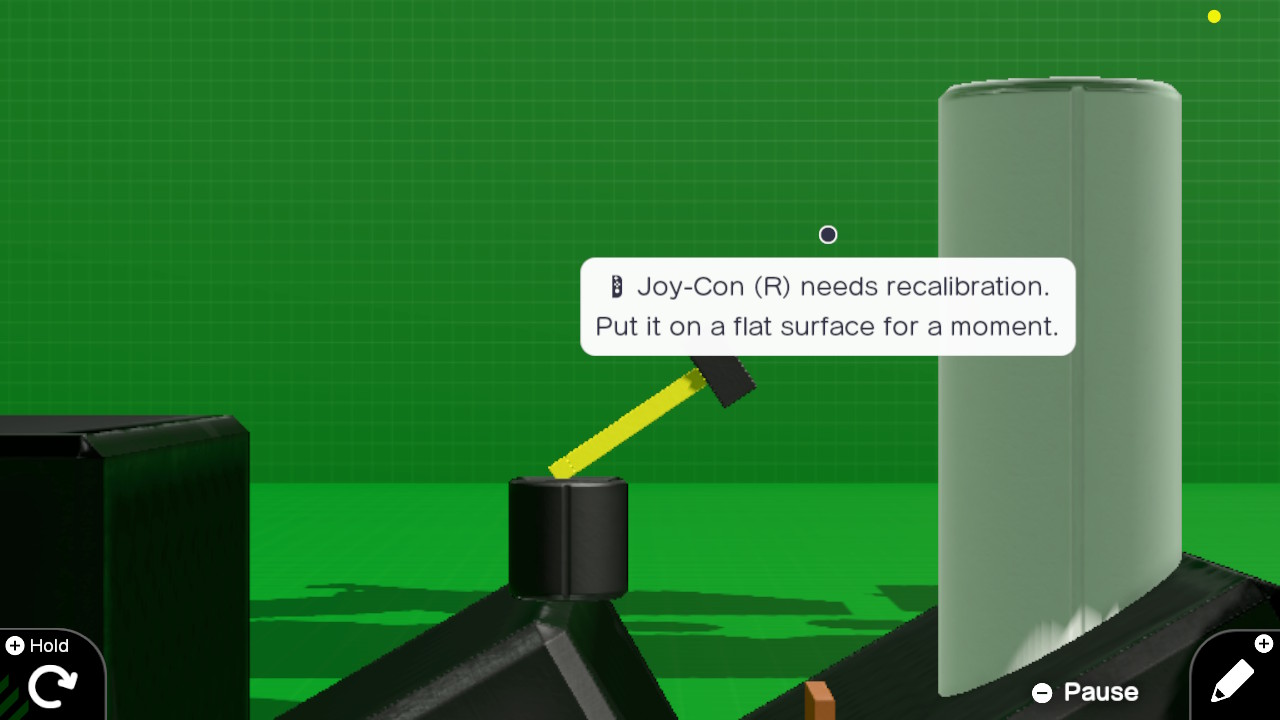 Joy-Con (R) needs recalibration.
Put it on a flat surface for a moment.
Hold
Pause